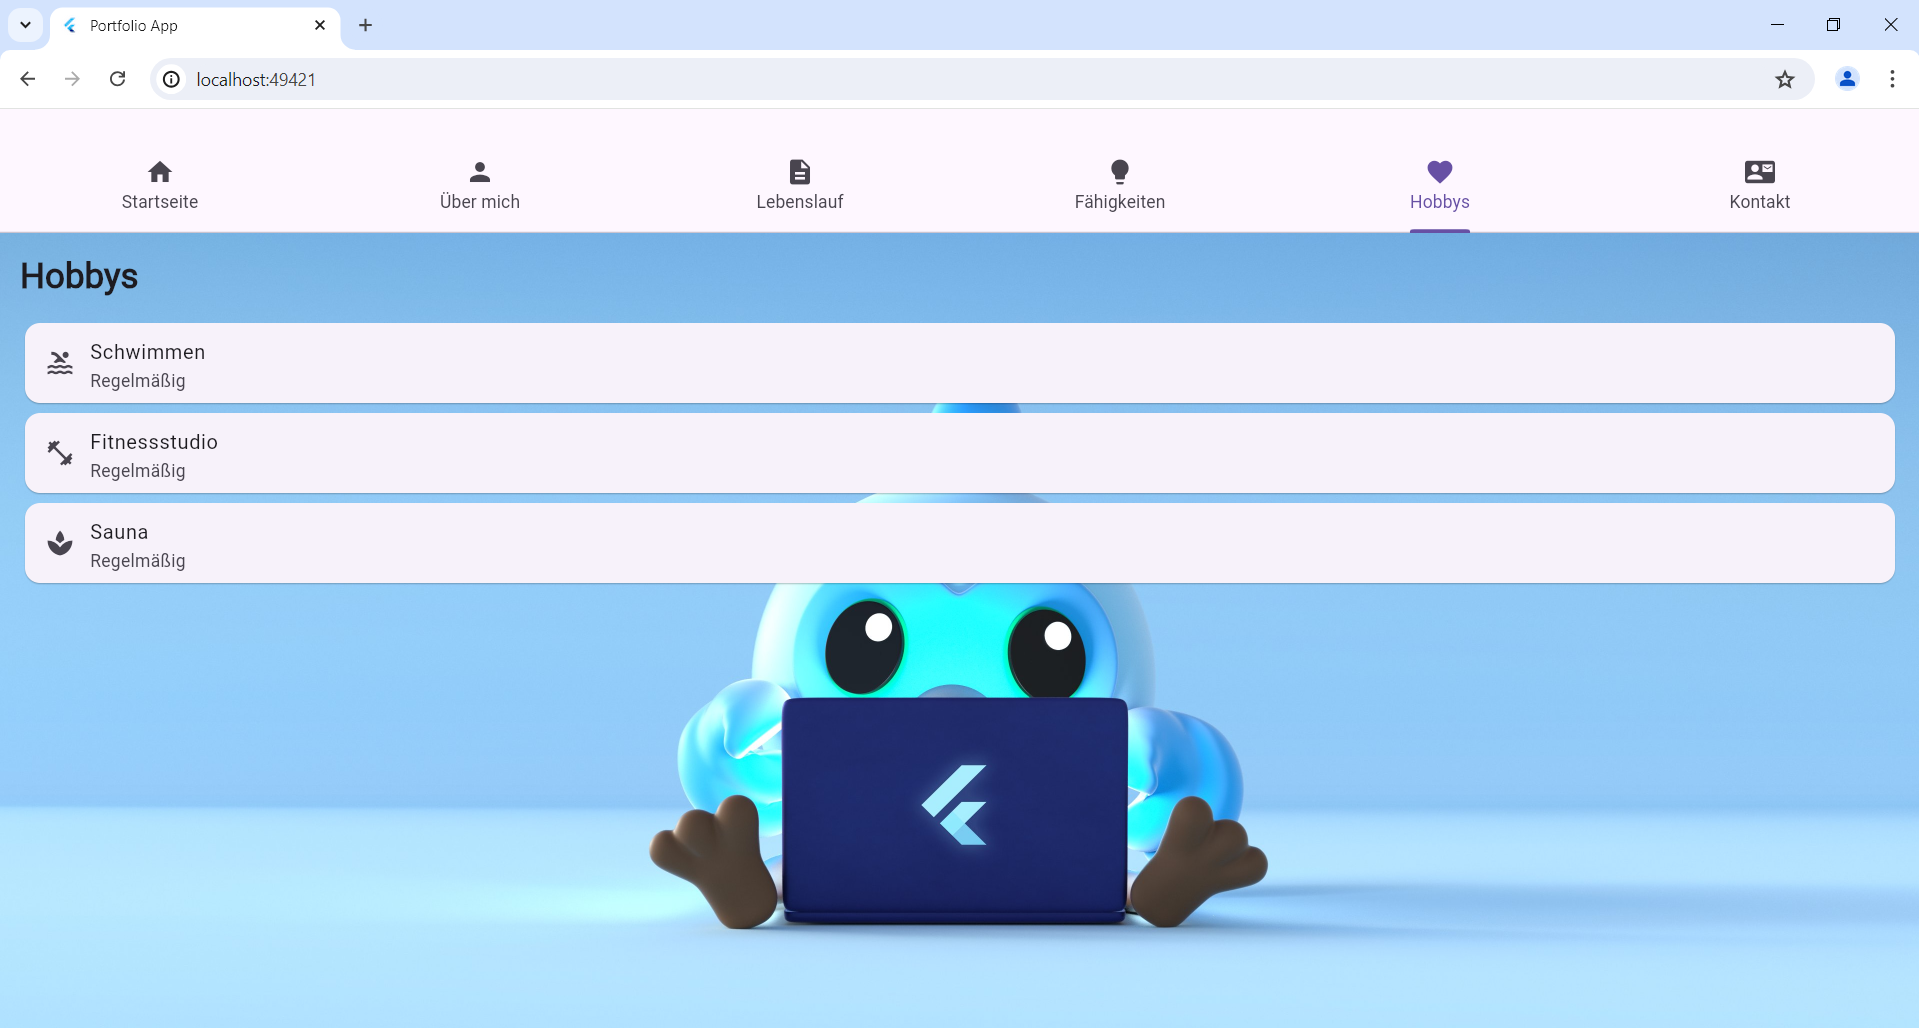 Portfolio App
localhost:49421
Startseite
Über mich
Lebenslauf
Fähigkeiten
Hobbys
Kontakt
Hobbys
Schwimmen
Regelmäßig
Fitnessstudio
Regelmäßig
Sauna
Regelmäßig